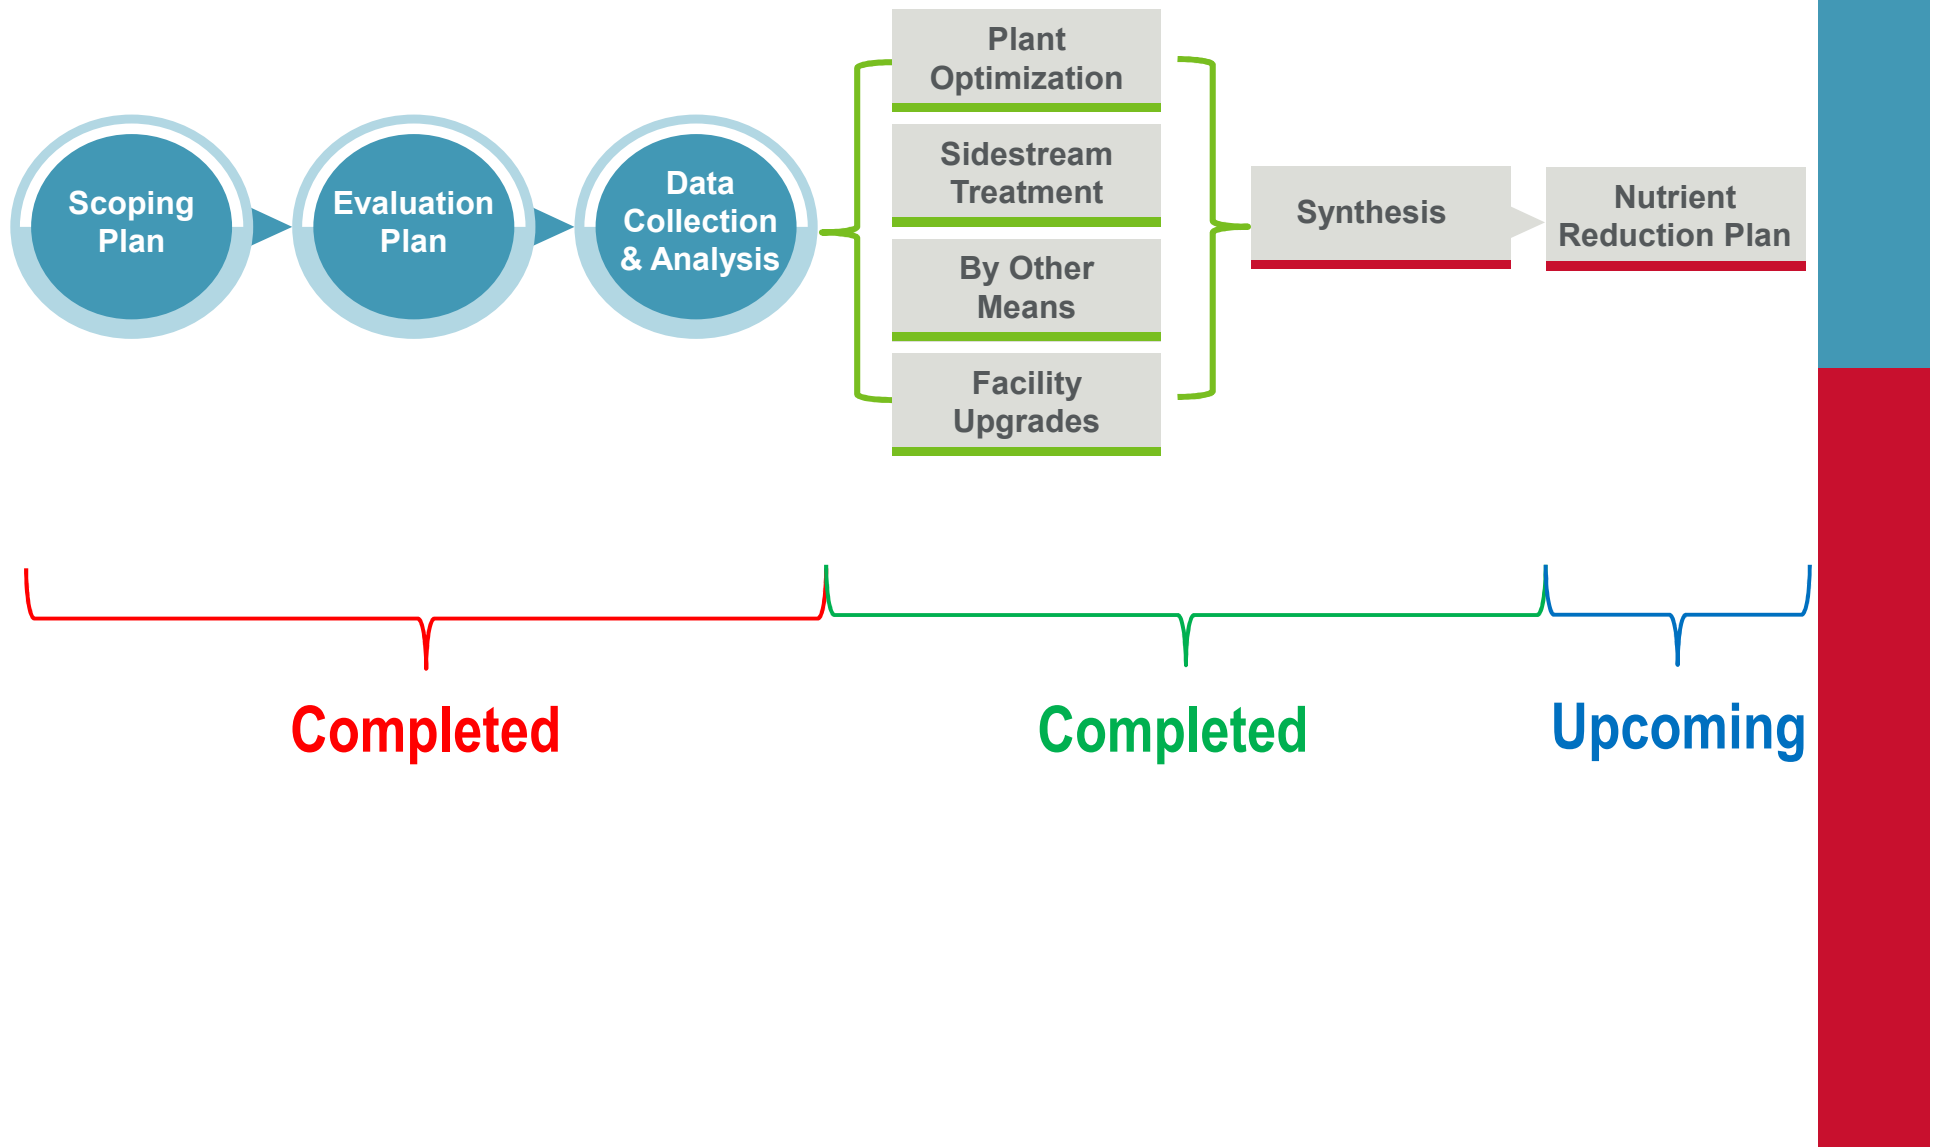 Scoping
Plan
Evaluation
Plan
Data
Collection
& Analysis
Plant
Optimization
Sidestream
Treatment
By Other
Means
Facility
Upgrades
Synthesis
Nutrient
Reduction Plan
Completed
Completed
Upcoming